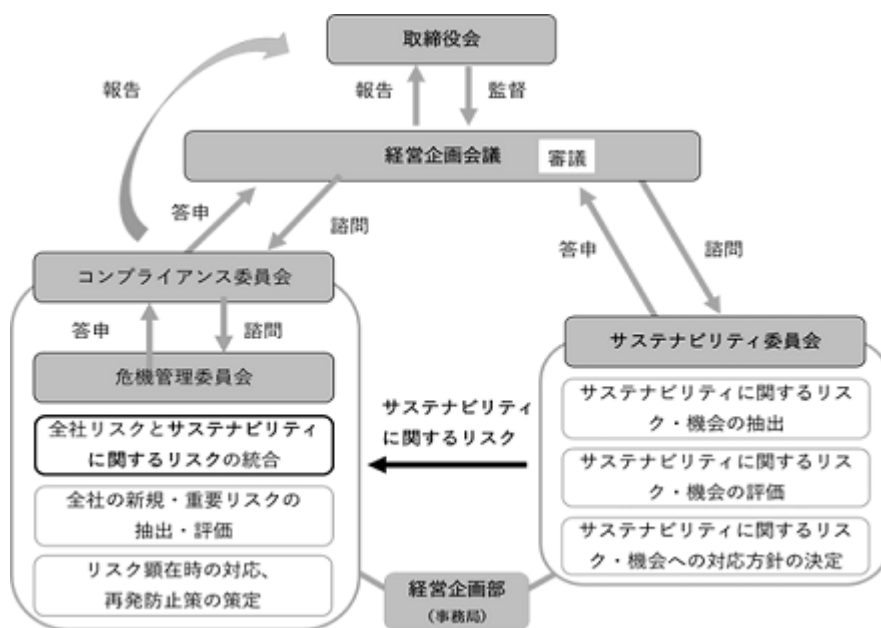 取締役会
報告
報告
監督
経営企画会議
審議
答申
諮問
答申
諮問
コンプライアンス委員会
答申
諮問
危機管理委員会
全社リスクとサステナビリティ
に関するリスクの統合
全社の新規・重要リスクの
抽出・評価
リスク顕在時の対応、
再発防止策の策定
サステナビリティ
に関するリスク
サステナビリティ委員会
サステナビリティに関するリス
ク・機会の抽出
サステナビリティに関するリス
ク・機会の評価
サステナビリティに関するリス
ク・機会への対応方針の決定
経営企画部
（事務局）